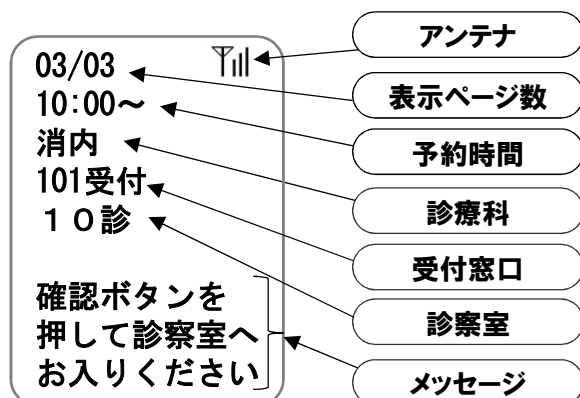 03/03
10:00～
消内
101受付
１０診
確認ボタンを
押して診察室へ
お入りください
アンテナ
表示ページ数
予約時間
診療科
受付窓口
診察室
メッセージ